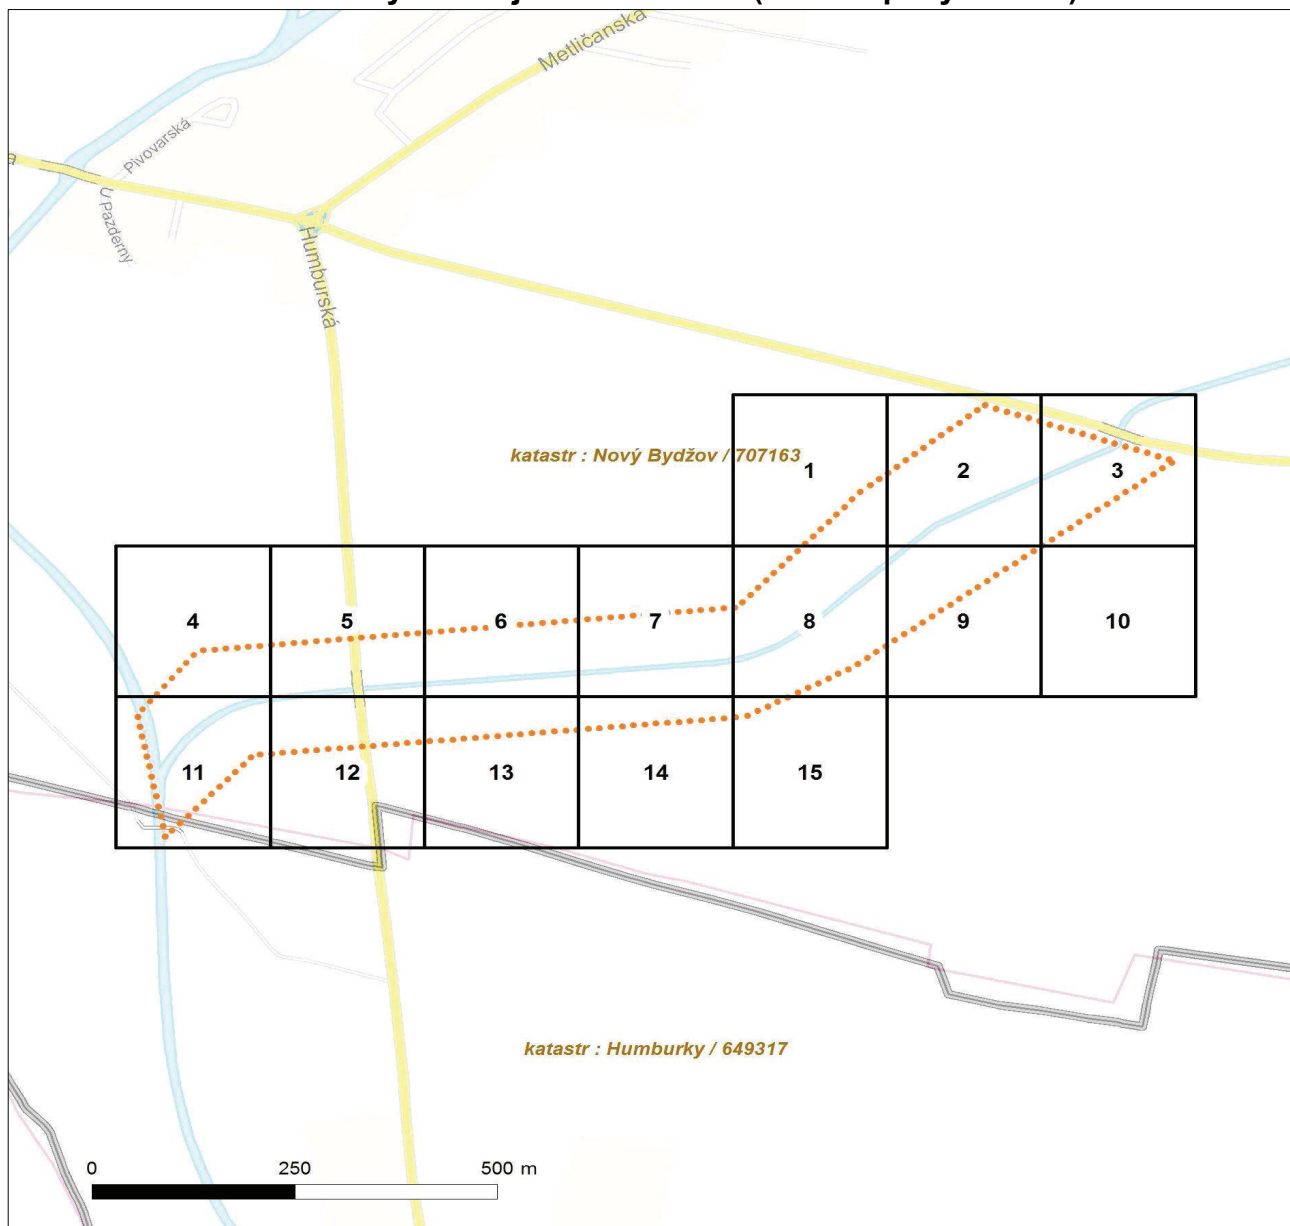 Metličanská
Pivovarská
U Pazderny
Humburská
katastr : Nový Bydžov / 707163
1
2
3
4
5
6
7
8
9
10
11
12
13
14
15
katastr : Humburky / 649317
0
250
500 m